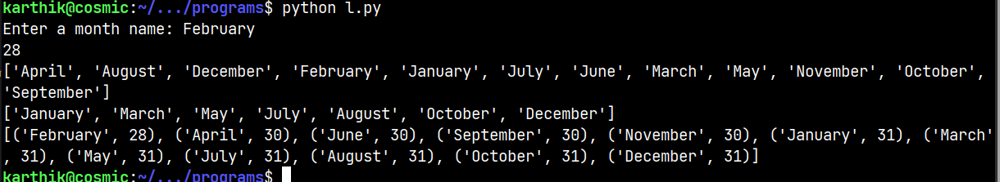 karthik@cosmic:~/.../programs$ python l.py
Enter a month name: February
28
['April', 'August', 'December', 'February', 'January', 'July', 'June', 'March', 'May', 'November', 'October',
'September']
['January', 'March', 'May', 'July', 'August', 'October', 'December']
[('February', 28), ('April', 30), ('June', 30), ('September', 30), ('November', 30), ('January', 31), ('March'
, 31), ('May', 31), ('July', 31), ('August', 31), ('October', 31), ('December', 31)]
karthik@cosmic:~/.../programs$